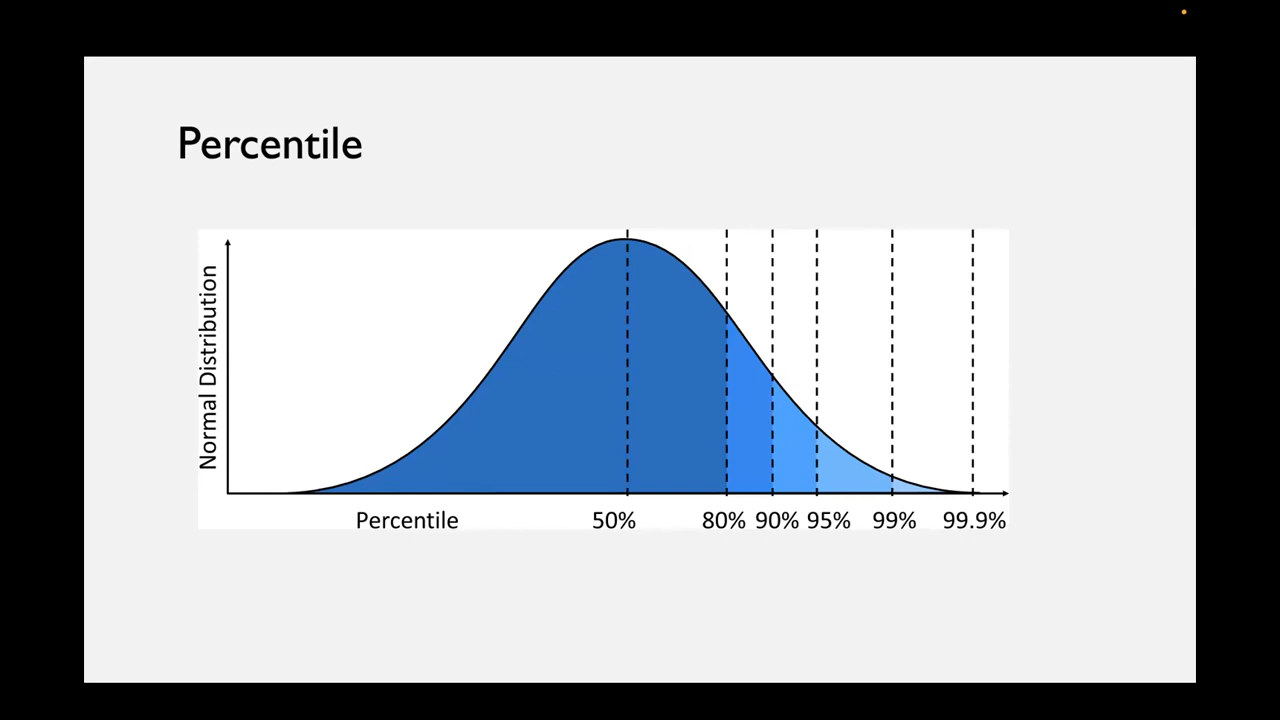 Percentile
Normal Distribution
Percentile 50% 80% 90% 95% 99% 99.9%